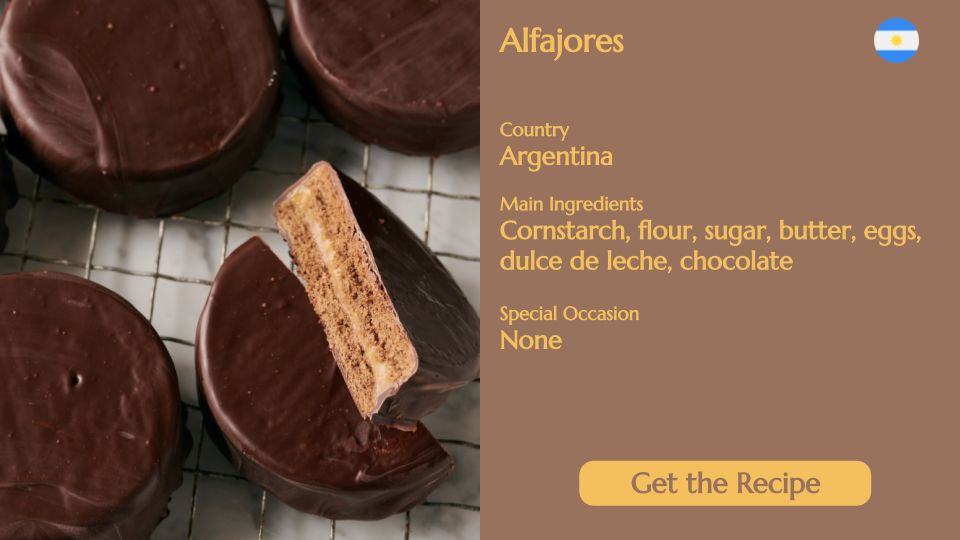 Alfajores
Country
Argentina
Main Ingredients
Cornstarch, flour, sugar, butter, eggs,
dulce de leche, chocolate
Special Occasion
None
Get the Recipe